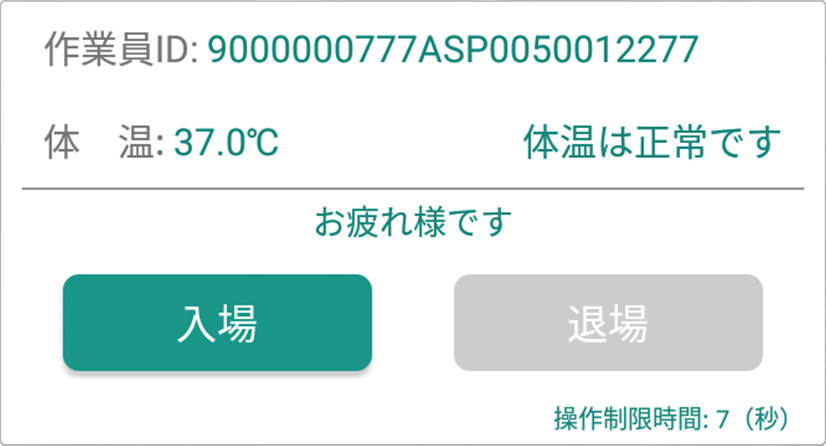 作業員ID: 9000000777ASP0050012277
体　温: 37.0℃ 体温は正常です
お疲れ様です
入場 退場
操作制限時間: 7（秒）